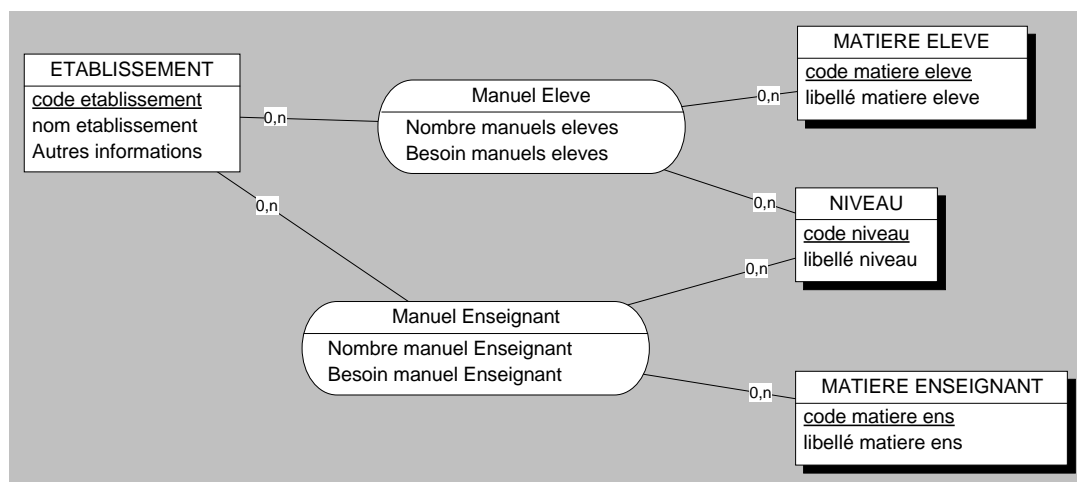 ETABLISSEMENT
code etablissement
nom etablissement
Autres informations
0,n
0,n
Manuel Eleve
Nombre manuels eleves
Besoin manuels eleves
0,n
0,n
MATIERE ELEVE
code matiere eleve
libellé matiere eleve
NIVEAU
code niveau
libellé niveau
Manuel Enseignant
Nombre manuel Enseignant
Besoin manuel Enseignant
0,n
0,n
MATIERE ENSEIGNANT
code matiere ens
libellé matiere ens